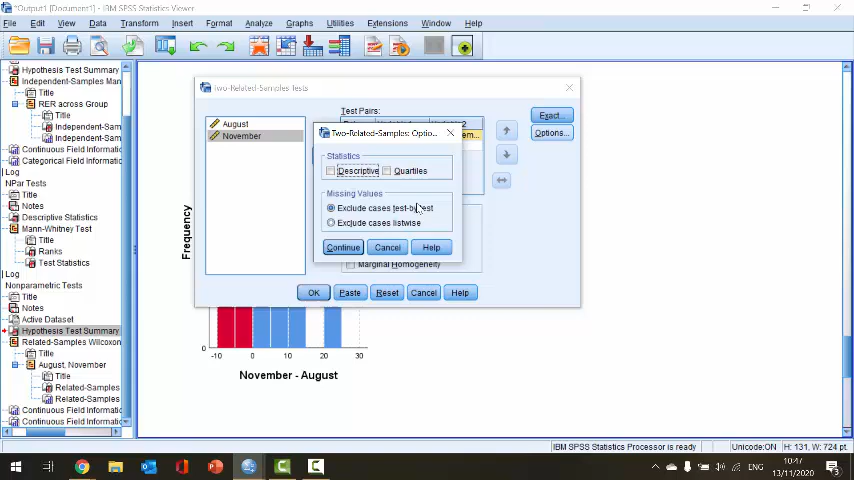 *Output1 [Document1] - IBM SPSS Statistics Viewer
File Edit View Data Transform Insert Format Analyze Graphs Utilities Extensions Window Help
Hypothesis Test Summary
Independent-Samples Man
Title
RER across Group
Title
Independent-Sam
Independent-Sam
Continuous Field Informati
Categorical Field Informati
Log
NPar Tests
Title
Notes
Descriptive Statistics
Mann-Whitney Test
Title
Ranks
Test Statistics
Log
Nonparametric Tests
Title
Notes
Active Dataset
Hypothesis Test Summary
Related-Samples Wilcoxon
Title
August, November
Title
Related-Samples
Related-Samples
Continuous Field Informatio
Continuous Field Informatio
Two-Related-Samples Tests
August
November
Test Pairs:
Exact...
Options...
Two-Related-Samples: Optio...
Statistics
Descriptive Quartiles
Missing Values
Exclude cases test-by-test
Exclude cases listwise
Continue Cancel Help
Marginal Homogeneity
OK Paste Reset Cancel Help
Frequency
0
-10 0 10 20 30
November - August
IBM SPSS Statistics Processor is ready Unicode:ON H: 131, W: 724 pt.
ENG
10:47
13/11/2020
3